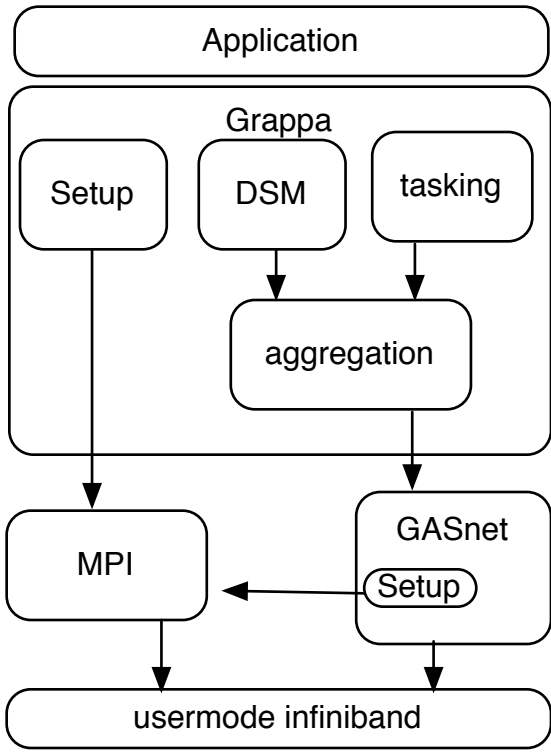 Application
Grappa
Setup
DSM
tasking
aggregation
MPI
GASnet
Setup
usermode infiniband